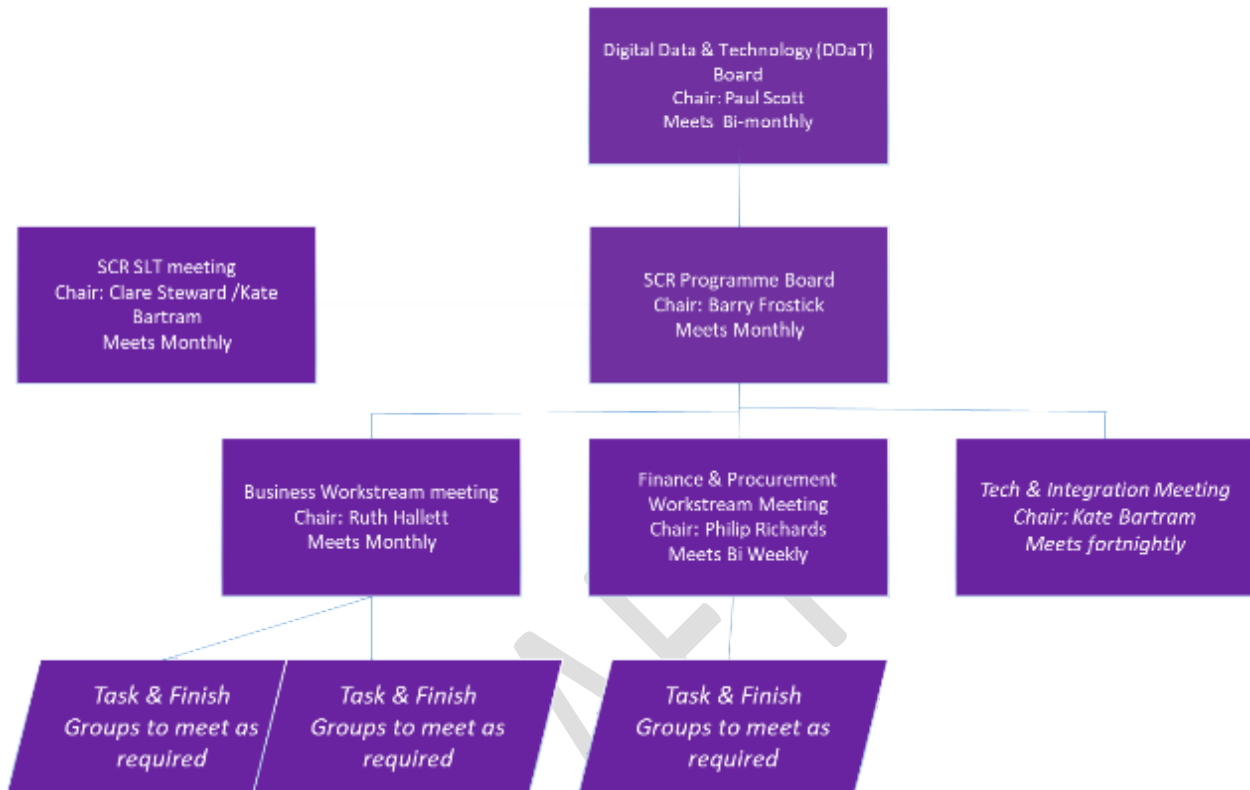 Digital Data & Technology (DDaT)
Board
Chair: Paul Scott
Meets Bi-monthly
SCR SLT meeting
Chair: Clare Steward /Kate
Bartram
Meets Monthly
SCR Programme Board
Chair: Barry Frostick
Meets Monthly
Business Workstream meeting
Chair: Ruth Hallett
Meets Monthly
Finance & Procurement
Workstream Meeting
Chair: Philip Richards
Meets Bi Weekly
Tech & Integration Meeting
Chair: Kate Bartram
Meets fortnightly
Task & Finish
Groups to meet as
required
Task & Finish
Groups to meet as
required
Task & Finish
Groups to meet as
required